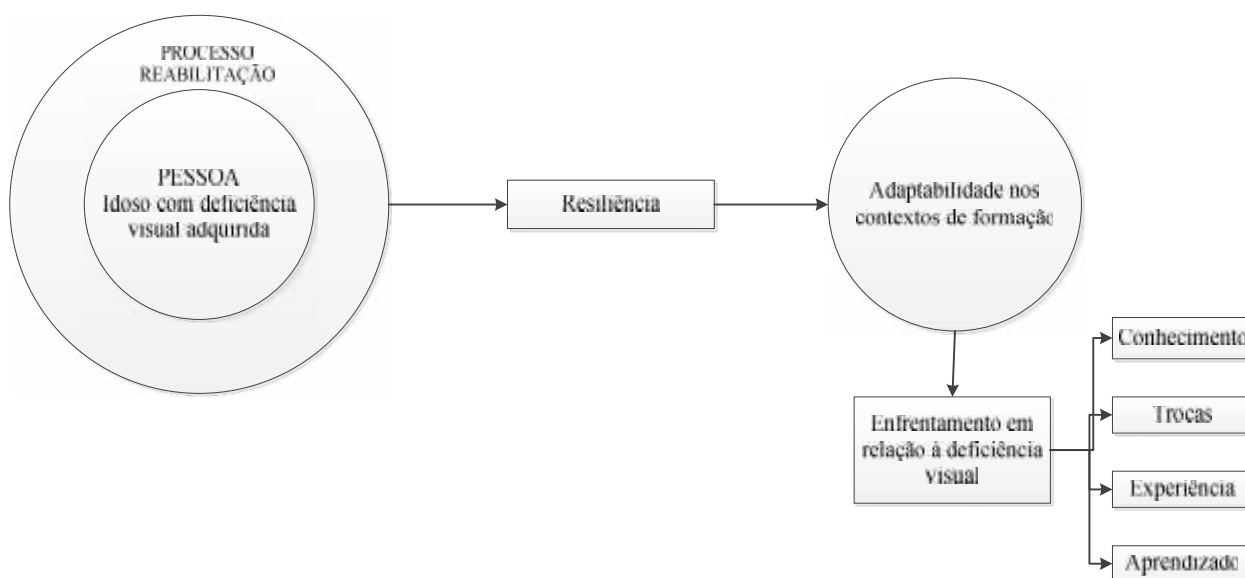 PROCESSO
REABILITAÇÃO
PESSOA
Idoso com deficiência
visual adquirida
Resiliência
Adaptabilidade nos
contextos de formação
Enfrentamento em
relação à deficiência
visual
Conhecimento
Trocas
Experiência
Aprendizado